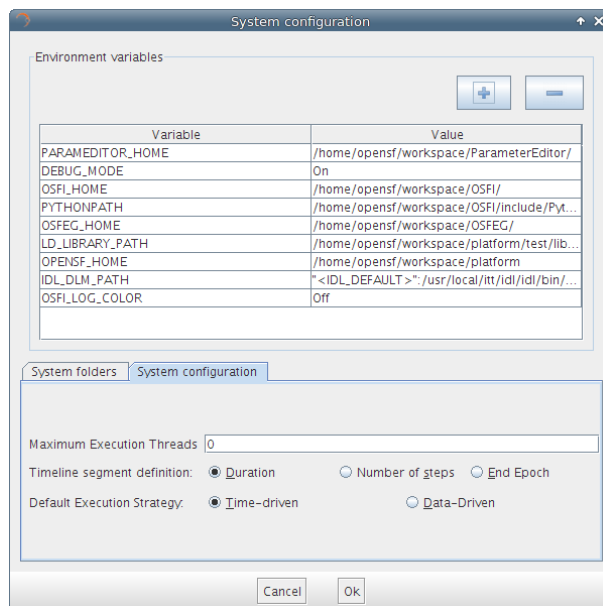 System configuration
Environment variables
Variable Value
PARAMEDITOR_HOME /home/opensf/workspace/ParameterEditor/
DEBUG_MODE On
OSFI_HOME /home/opensf/workspace/OSFI/
PYTHONPATH /home/opensf/workspace/OSFI/include/Pyt...
OSFEG_HOME /home/opensf/workspace/OSFEG/
LD_LIBRARY_PATH /home/opensf/workspace/platform/test/lib...
OPENSF_HOME /home/opensf/workspace/platform
IDL_DLM_PATH "<IDL_DEFAULT>":/usr/local/itt/idl/idl/bin/...
OSFI_LOG_COLOR Off
System folders System configuration
Maximum Execution Threads 0
Timeline segment definition: Duration Number of steps End Epoch
Default Execution Strategy: Time-driven Data-Driven
Cancel Ok